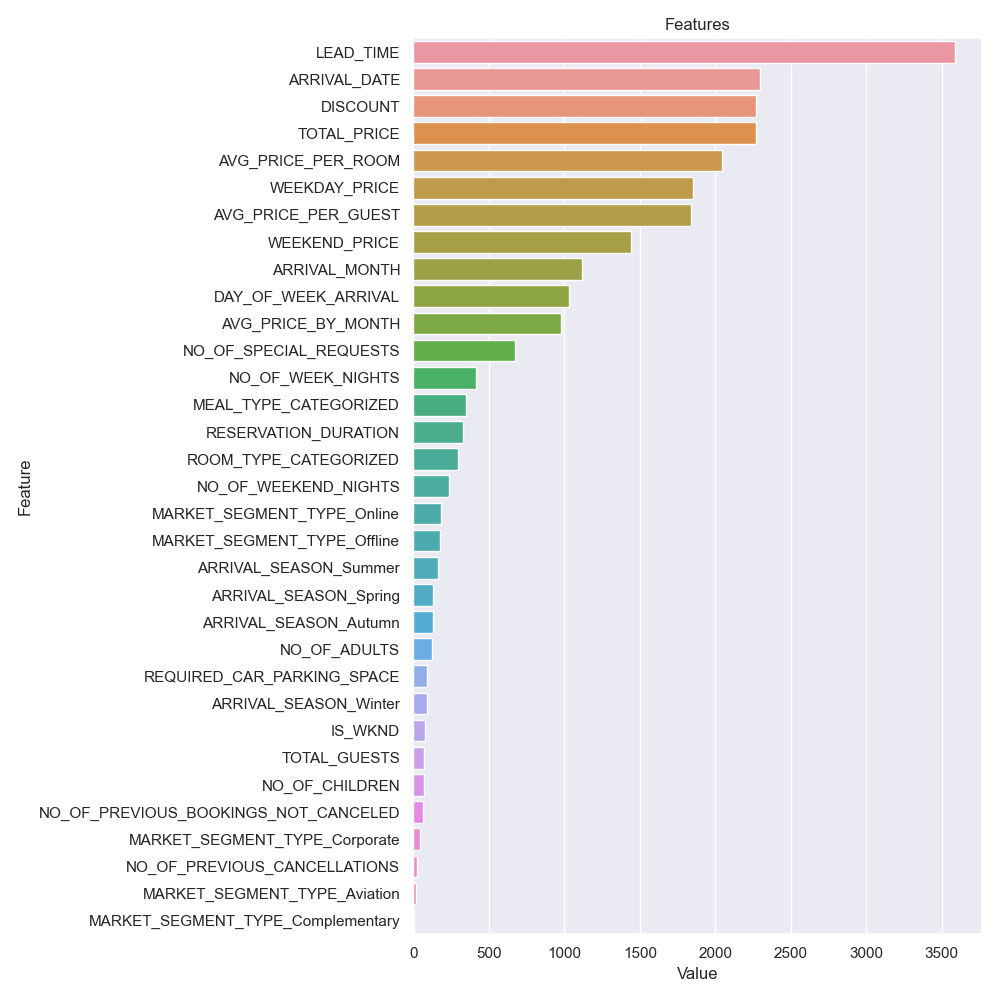 Features
LEAD_TIME
ARRIVAL_DATE
DISCOUNT
TOTAL_PRICE
AVG_PRICE_PER_ROOM
WEEKDAY_PRICE
AVG_PRICE_PER_GUEST
WEEKEND_PRICE
ARRIVAL_MONTH
DAY_OF_WEEK_ARRIVAL
AVG_PRICE_BY_MONTH
NO_OF_SPECIAL_REQUESTS
NO_OF_WEEK_NIGHTS
MEAL_TYPE_CATEGORIZED
RESERVATION_DURATION
ROOM_TYPE_CATEGORIZED
NO_OF_WEEKEND_NIGHTS
MARKET_SEGMENT_TYPE_Online
MARKET_SEGMENT_TYPE_Offline
ARRIVAL_SEASON_Summer
ARRIVAL_SEASON_Spring
ARRIVAL_SEASON_Autumn
NO_OF_ADULTS
REQUIRED_CAR_PARKING_SPACE
ARRIVAL_SEASON_Winter
IS_WKND
TOTAL_GUESTS
NO_OF_CHILDREN
NO_OF_PREVIOUS_BOOKINGS_NOT_CANCELED
MARKET_SEGMENT_TYPE_Corporate
NO_OF_PREVIOUS_CANCELLATIONS
MARKET_SEGMENT_TYPE_Aviation
MARKET_SEGMENT_TYPE_Complementary
Feature
0 500 1000 1500 2000 2500 3000 3500
Value